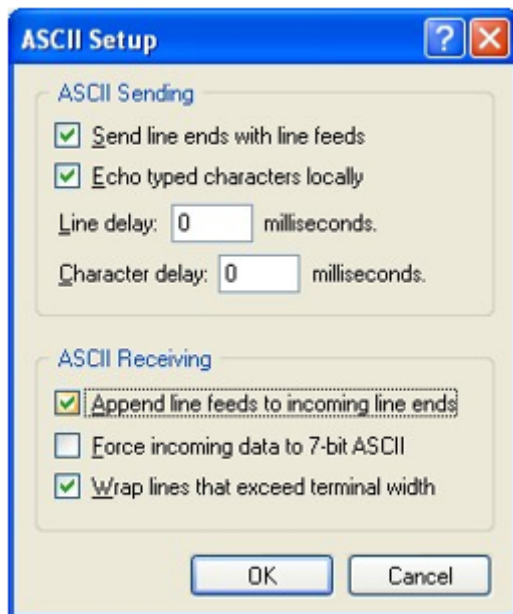 ASCII Setup
ASCII Sending
Send line ends with line feeds
Echo typed characters locally
Line delay: 0 milliseconds.
Character delay: 0 milliseconds.
ASCII Receiving
Append line feeds to incoming line ends
Force incoming data to 7-bit ASCII
Wrap lines that exceed terminal width
OK Cancel